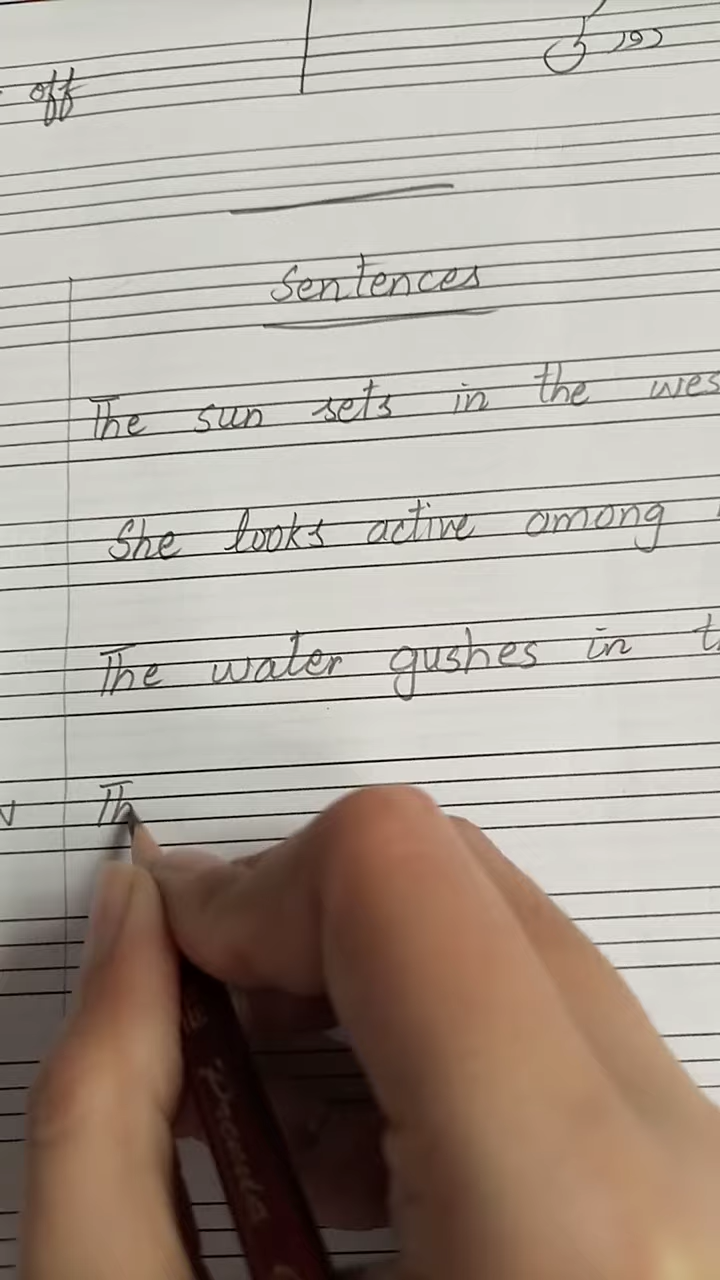 off
Sentences
The sun sets in the wes
She looks active among
The water gushes in t
Th